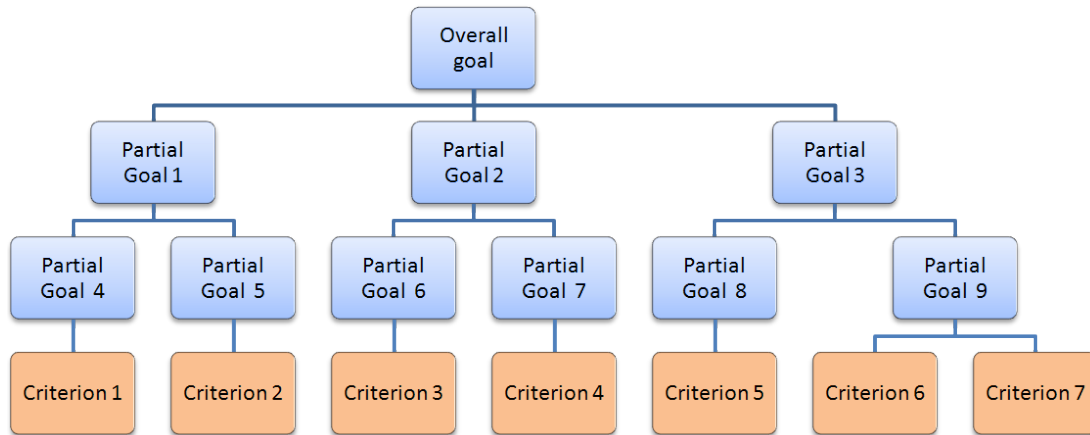 Overall
goal
Partial
Goal 1
Partial
Goal 2
Partial
Goal 3
Partial
Goal 4
Partial
Goal 5
Partial
Goal 6
Partial
Goal 7
Partial
Goal 8
Partial
Goal 9
Criterion 1
Criterion 2
Criterion 3
Criterion 4
Criterion 5
Criterion 6
Criterion 7